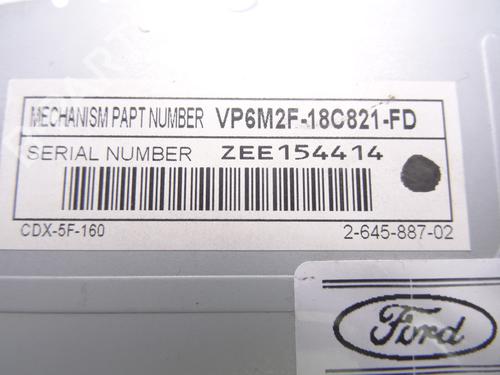 MECHANISM PAPT NUMBER VP6M2F-18C821-FD
SERIAL NUMBER ZEE154414
CDX-5F-160 2-645-887-02
Ford